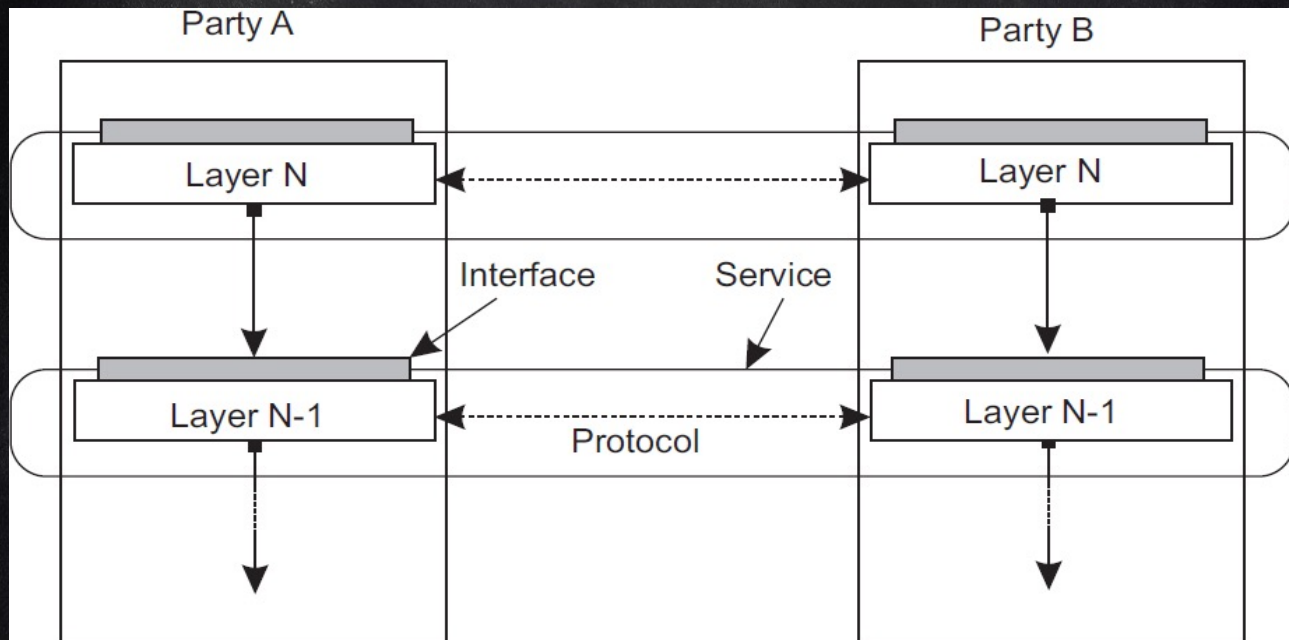 Party A
Party B
Layer N
Layer N
Interface
Service
Layer N-1
Layer N-1
Protocol